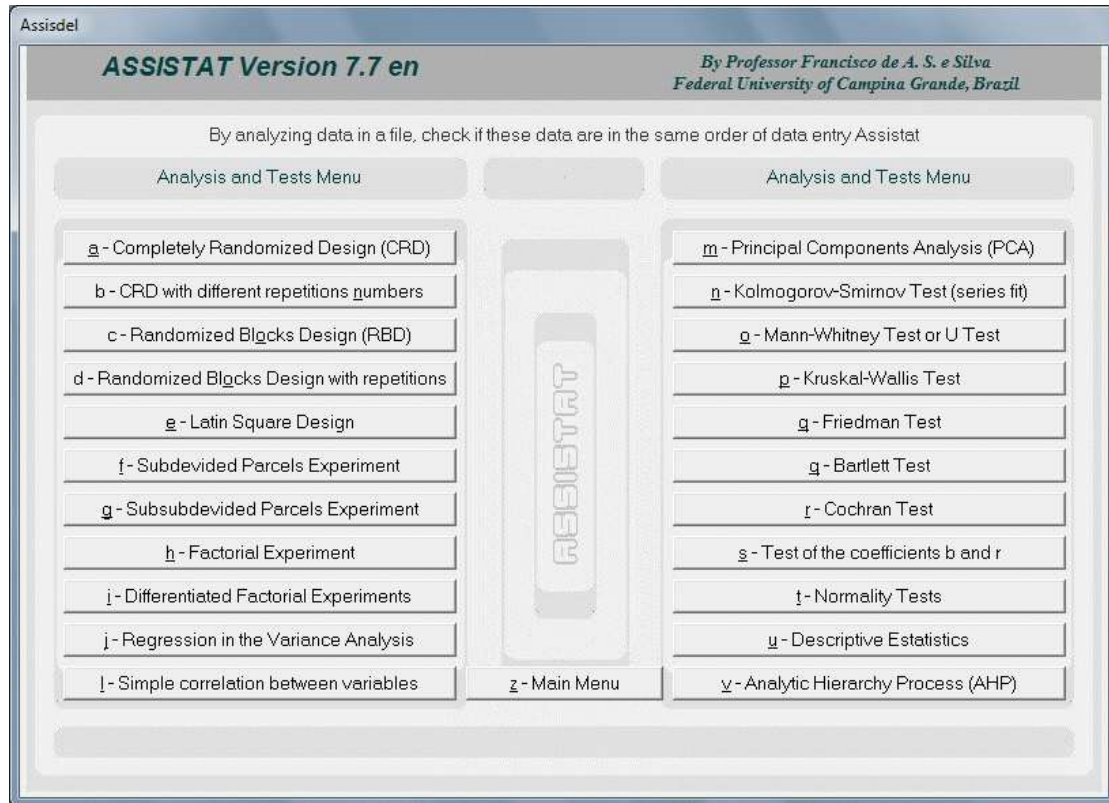 Assisdel
ASSISTAT Version 7.7 en
By Professor Francisco de A. S. e Silva
Federal University of Campina Grande, Brazil
By analyzing data in a file, check if these data are in the same order of data entry Assistat
Analysis and Tests Menu
a - Completely Randomized Design (CRD)
b - CRD with different repetitions numbers
c - Randomized Blocks Design (RBD)
d - Randomized Blocks Design with repetitions
e - Latin Square Design
f - Subdevided Parcels Experiment
g - Subsubdevided Parcels Experiment
h - Factorial Experiment
i - Differentiated Factorial Experiments
j - Regression in the Variance Analysis
l - Simple correlation between variables
ASSISTAT
z - Main Menu
Analysis and Tests Menu
m - Principal Components Analysis (PCA)
n - Kolmogorov-Smirnov Test (series fit)
o - Mann-Whitney Test or U Test
p - Kruskal-Wallis Test
q - Friedman Test
q - Bartlett Test
r - Cochran Test
s - Test of the coefficients b and r
t - Normality Tests
u - Descriptive Estatistics
v - Analytic Hierarchy Process (AHP)